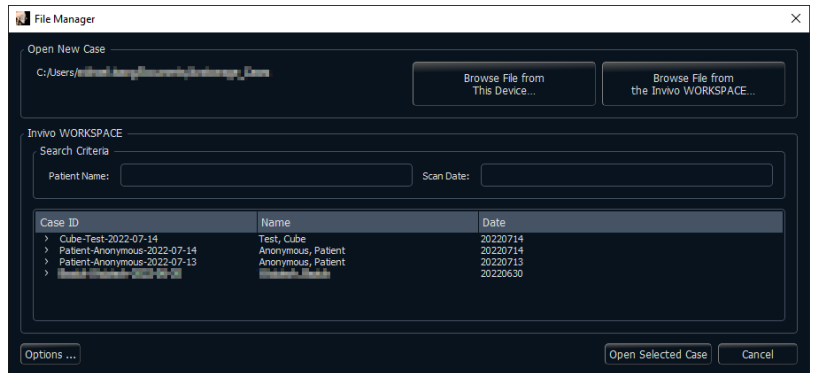 File Manager
Open New Case
C:/Users/
Browse File from
This Device...
Browse File from
the Invivo WORKSPACE...
Invivo WORKSPACE
Search Criteria
Patient Name:
Scan Date:
Case ID Name Date
Cube-Test-2022-07-14 Test, Cube 20220714
Patient-Anonymous-2022-07-14 Anonymous, Patient 20220714
Patient-Anonymous-2022-07-13 Anonymous, Patient 20220713
20220630
Options ...
Open Selected Case
Cancel